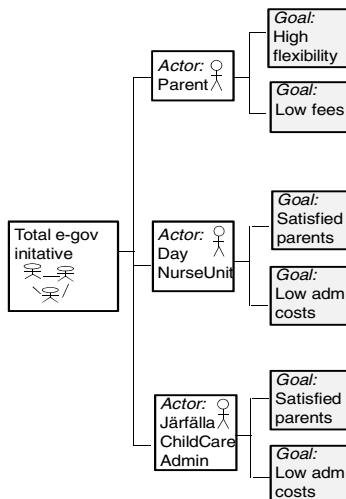 Goal:
High
flexibility
Actor:
Parent
Goal:
Low fees
Total e-gov
initative
Actor:
Day
NurseUnit
Goal:
Satisfied
parents
Goal:
Low adm
costs
Actor:
Järfälla
ChildCare
Admin
Goal:
Satisfied
parents
Goal:
Low adm
costs